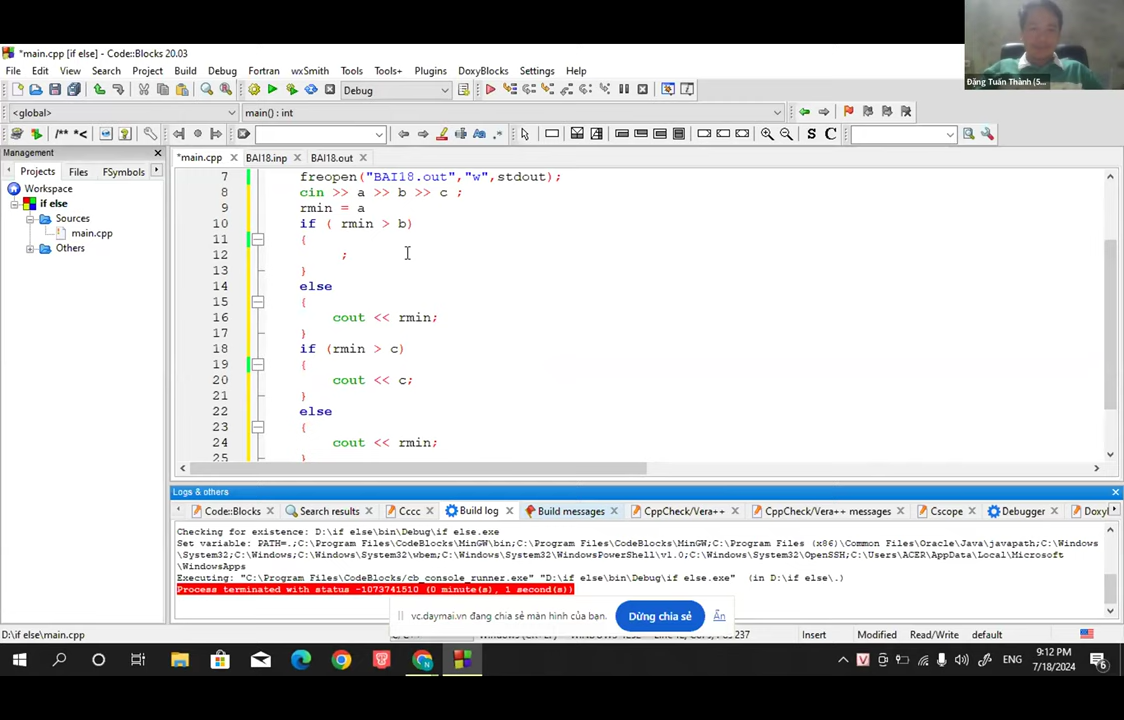 *main.cpp [if else] - Code::Blocks 20.03
File Edit View Search Project Build Debug Fortran wxSmith Tools Tools+ Plugins DoxyBlocks Settings Help
Debug
<global> main() : int
/** *< S C
Management
Projects Files FSymbols
Workspace
if else
Sources
main.cpp
Others
*main.cpp BAI18.inp BAI18.out
7 freopen("BAI18.out","w",stdout);
8 cin >> a >> b >> c ;
9 rmin = a
10 if ( rmin > b)
11 {
12 ;
13 }
14 else
15 {
16 cout << rmin;
17 }
18 if (rmin > c)
19 {
20 cout << c;
21 }
22 else
23 {
24 cout << rmin;
25 }
Logs & others
Code::Blocks Search results Cccc Build log Build messages CppCheck/Vera++ CppCheck/Vera++ messages Cscope Debugger
Checking for existence: D:\if else\bin\Debug\if else.exe
Set variable: PATH=.;C:\Program Files\CodeBlocks\MinGW\bin;C:\Program Files\CodeBlocks\MinGW;C:\Program Files (x86)\Common Files\Oracle\Java\javapath;C:\Windows
\System32;C:\Windows;C:\Windows\System32\wbem;C:\Windows\System32\WindowsPowerShell\v1.0;C:\Windows\System32\OpenSSH;C:\Users\ACER\AppData\Local\Microsoft
\WindowsApps
Executing: "C:\Program Files\CodeBlocks/cb_console_runner.exe" "D:\if else\bin\Debug\if else.exe" (in D:\if else\.)
Process terminated with status -1073741510 (0 minute(s), 1 second(s))
vc.daymai.vn đang chia sẻ màn hình của bạn. Dừng chia sẻ Ẩn
D:\if else\main.cpp Insert Modified Read/Write default
ENG 9:12 PM
7/18/2024
6
Đặng Tuấn Thành (5...